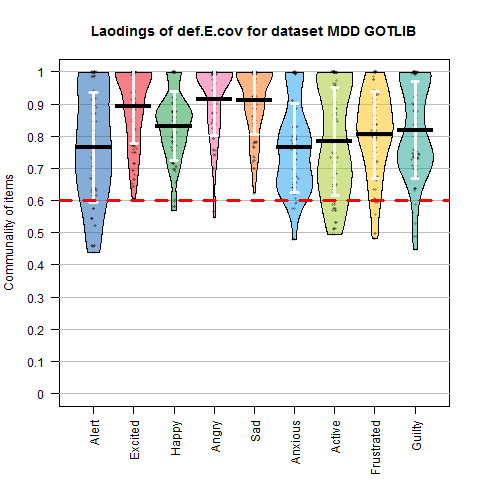 Laodings of def.E.cov for dataset MDD GOTLIB
Communality of items
1
0.9
0.8
0.7
0.6
0.5
0.4
0.3
0.2
0.1
0
Alert
Excited
Happy
Angry
Sad
Anxious
Active
Frustrated
Guilty